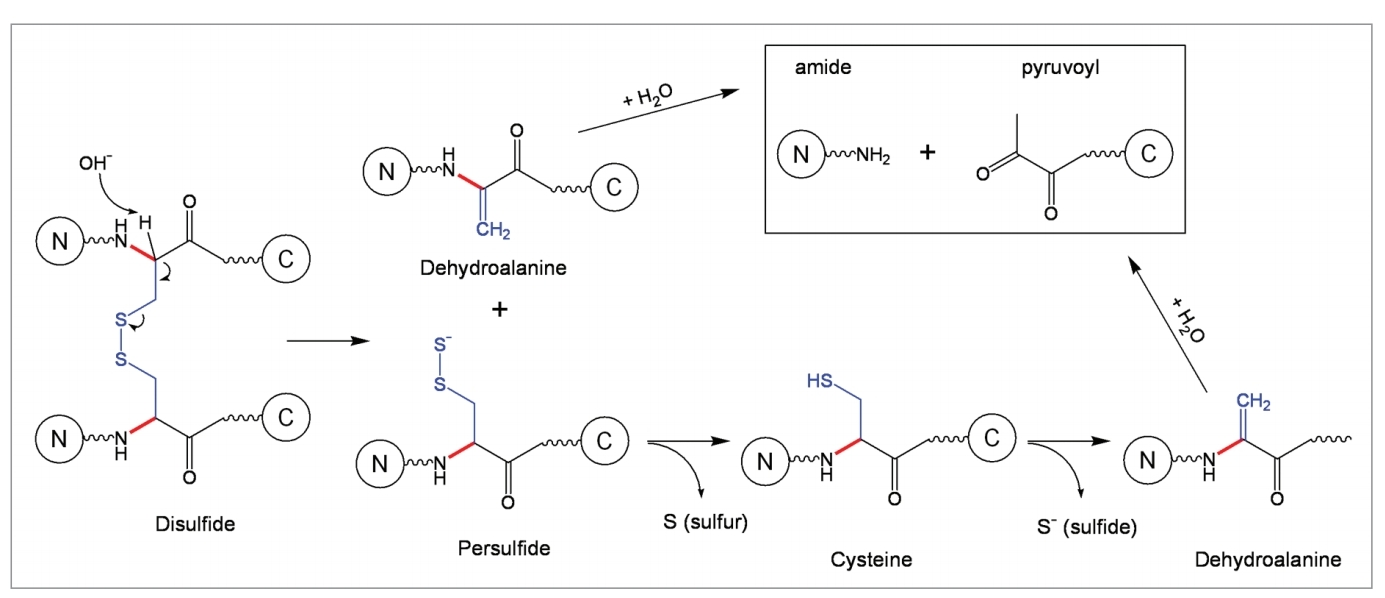 amide
pyruvoyl
+ H₂O
N
NH₂
+
O
O
C
OH⁻
N
H
N
H
O
C
S
S
N
N
H
O
C
Disulfide
N
H
N
O
C
CH₂
Dehydroalanine
+
S⁻
S
N
N
H
O
C
Persulfide
S (sulfur)
HS
N
N
H
O
C
Cysteine
S⁻ (sulfide)
+ H₂O
CH₂
N
N
H
O
Dehydroalanine